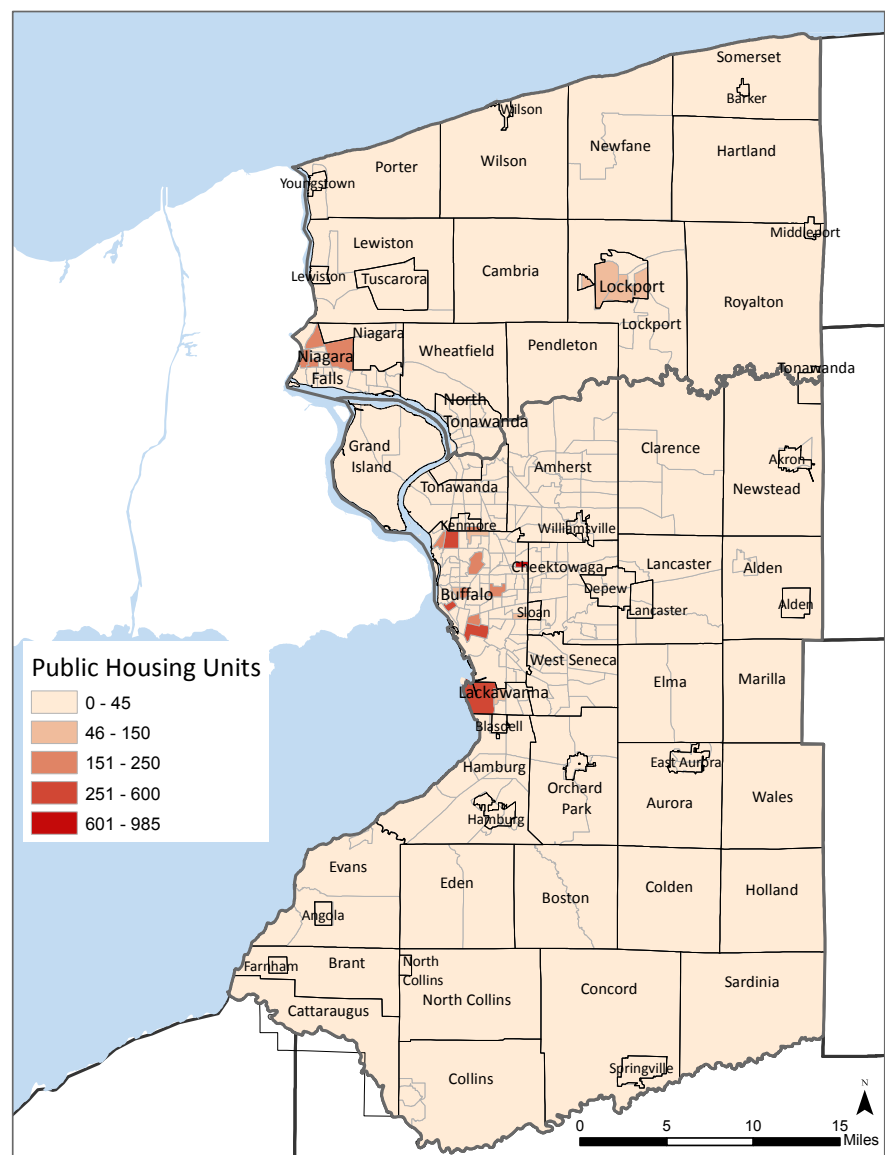 Somerset
Barker
Wilson
Newfane
Hartland
Porter
Wilson
Youngstown
Middleport
Lewiston
Cambria
Lewiston
Tuscarora
Lockport
Royalton
Lockport
Niagara
Niagara
Falls
Wheatfield
Pendleton
Tonawanda
North
Tonawanda
Grand
Island
Clarence
Amherst
Akron
Newstead
Tonawanda
Kenmore
Williamsville
Cheektowaga
Lancaster
Alden
Depew
Buffalo
Sloan
Lancaster
Alden
Public Housing Units
0 - 45
46 - 150
151 - 250
251 - 600
601 - 985
West Seneca
Elma
Marilla
Lackawanna
Blasdell
Hamburg
East Aurora
Orchard
Park
Aurora
Wales
Hamburg
Evans
Eden
Boston
Colden
Holland
Angola
Farnham
Brant
North
Collins
North Collins
Concord
Sardinia
Cattaraugus
Collins
Springville
N
0 5 10 15
Miles